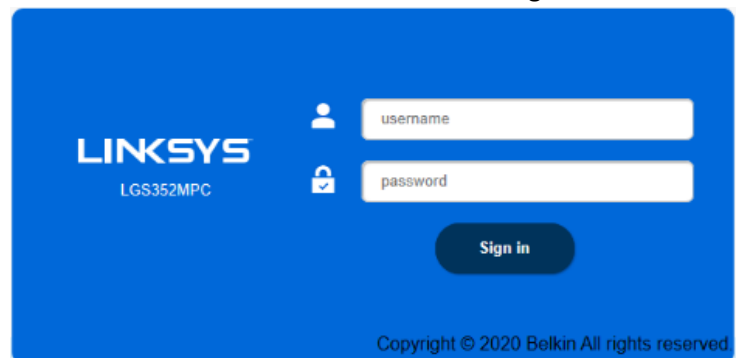 username
LINKSYS
LGS352MPC
password
Sign in
Copyright © 2020 Belkin All rights reserved.